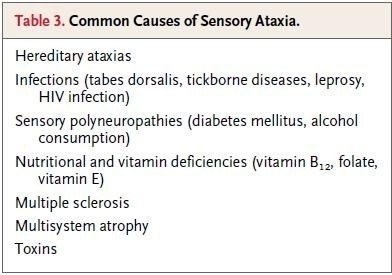 Table 3. Common Causes of Sensory Ataxia.
Hereditary ataxias
Infections (tabes dorsalis, tickborne diseases, leprosy,
HIV infection)
Sensory polyneuropathies (diabetes mellitus, alcohol
consumption)
Nutritional and vitamin deficiencies (vitamin B₁₂, folate,
vitamin E)
Multiple sclerosis
Multisystem atrophy
Toxins